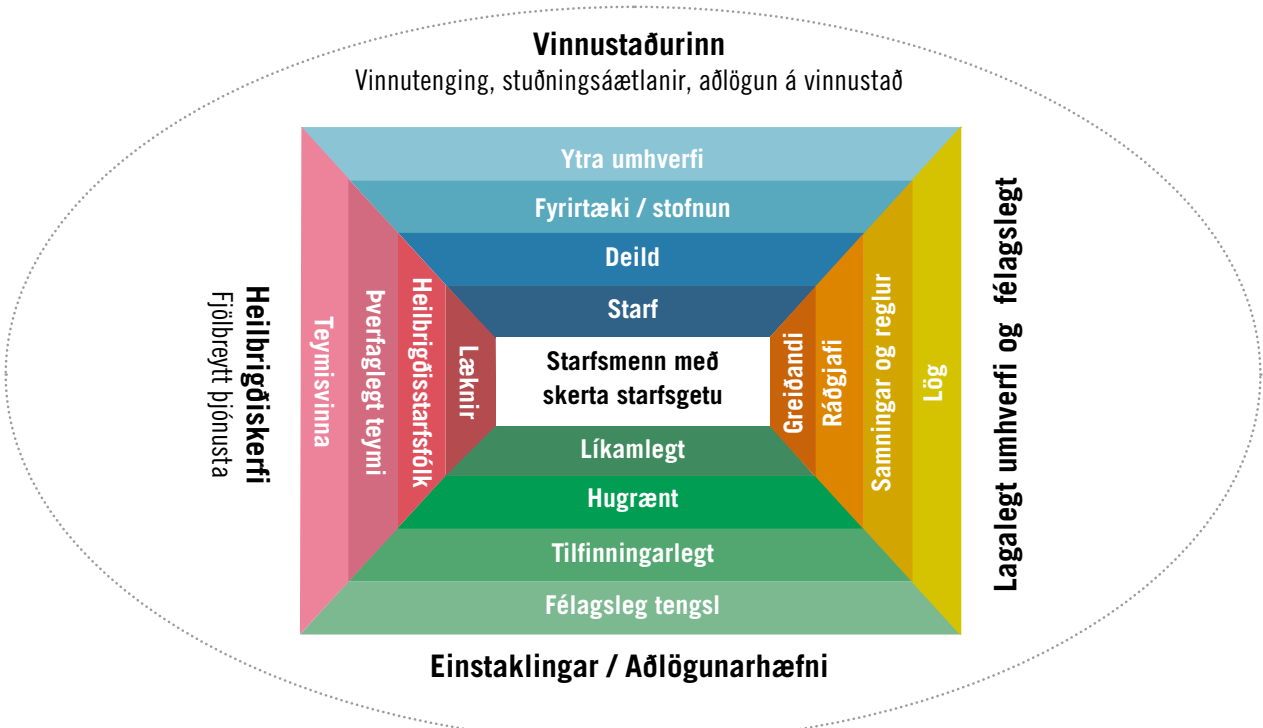 Vinnustaðurinn
Vinnutenging, stuðningsáætlanir, aðlögun á vinnustað
Ytra umhverfi
Fyrirtæki / stofnun
Deild
Starf
Heilbrigðiskerfi
Fjölbreytt þjónusta
Teymisvinna
Þverfaglegt teymi
Heilbrigðisstarfsfólk
Læknir
Starfsmenn með
skerta starfsgetu
Greiðandi
Ráðgjafi
Samningar og reglur
Lög
Lagalegt umhverfi og félagslegt
Líkamlegt
Hugrænt
Tilfinningarlegt
Félagsleg tengsl
Einstaklingar / Aðlögunarhæfni